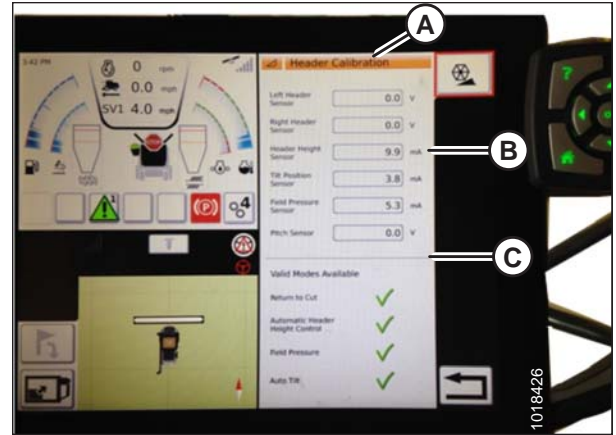 A
B
C
5:42 PM
0 rpm
0.0 mph
SV1 4.0 mph
1
(P)
4
Header Calibration
Left Header Sensor 0.0 V
Right Header Sensor 0.0 V
Header Height Sensor 9.9 mA
Tilt Position Sensor 3.8 mA
Field Pressure Sensor 5.3 mA
Pitch Sensor 0.0 V
Valid Modes Available
Return to Cut
Automatic Header Height Control
Field Pressure
Auto Tilt
?
1018426